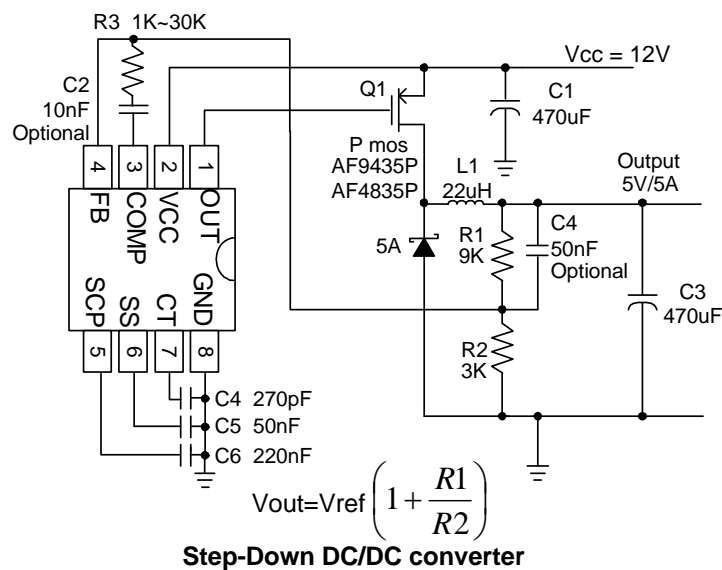 R3 1K~30K
Vcc = 12V
C2
10nF
Optional
Q1
C1
470uF
P mos
AF9435P
AF4835P
L1
22uH
Output
5V/5A
4
3
2
1
FB
COMP
VCC
OUT
5A
R1
9K
C4
50nF
Optional
C3
470uF
SCP
SS
CT
GND
R2
3K
5
6
7
8
C4 270pF
C5 50nF
C6 220nF
Vout=Vref(1+R1/R2)
Step-Down DC/DC converter